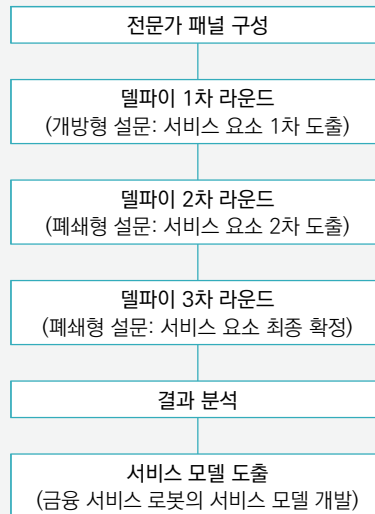 전문가 패널 구성
델파이 1차 라운드
(개방형 설문: 서비스 요소 1차 도출)
델파이 2차 라운드
(폐쇄형 설문: 서비스 요소 2차 도출)
델파이 3차 라운드
(폐쇄형 설문: 서비스 요소 최종 확정)
결과 분석
서비스 모델 도출
(금융 서비스 로봇의 서비스 모델 개발)